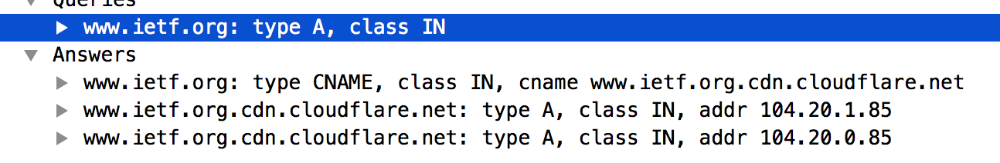 Queries
www.ietf.org: type A, class IN
Answers
www.ietf.org: type CNAME, class IN, cname www.ietf.org.cdn.cloudflare.net
www.ietf.org.cdn.cloudflare.net: type A, class IN, addr 104.20.1.85
www.ietf.org.cdn.cloudflare.net: type A, class IN, addr 104.20.0.85